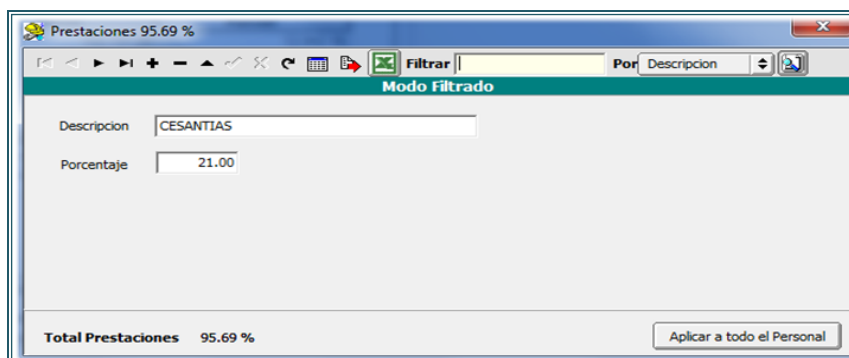 Prestaciones 95.69 %
Filtrar Por Descripcion
Modo Filtrado
Descripcion CESANTIAS
Porcentaje 21.00
Total Prestaciones 95.69 % Aplicar a todo el Personal